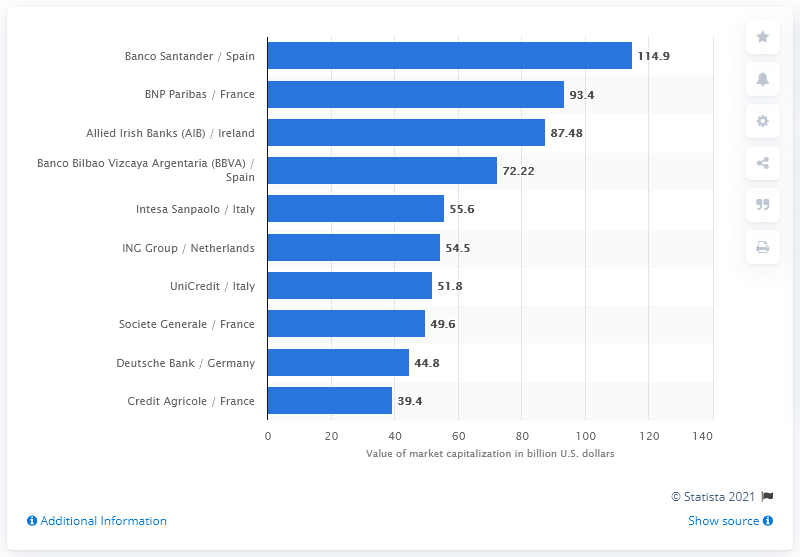 Banco Santander / Spain 114.9
BNP Paribas / France 93.4
Allied Irish Banks (AIB) / Ireland 87.48
Banco Bilbao Vizcaya Argentaria (BBVA) /
Spain 72.22
Intesa Sanpaolo / Italy 55.6
ING Group / Netherlands 54.5
UniCredit / Italy 51.8
Societe Generale / France 49.6
Deutsche Bank / Germany 44.8
Credit Agricole / France 39.4
0 20 40 60 80 100 120 140
Value of market capitalization in billion U.S. dollars
© Statista 2021
Additional Information Show source